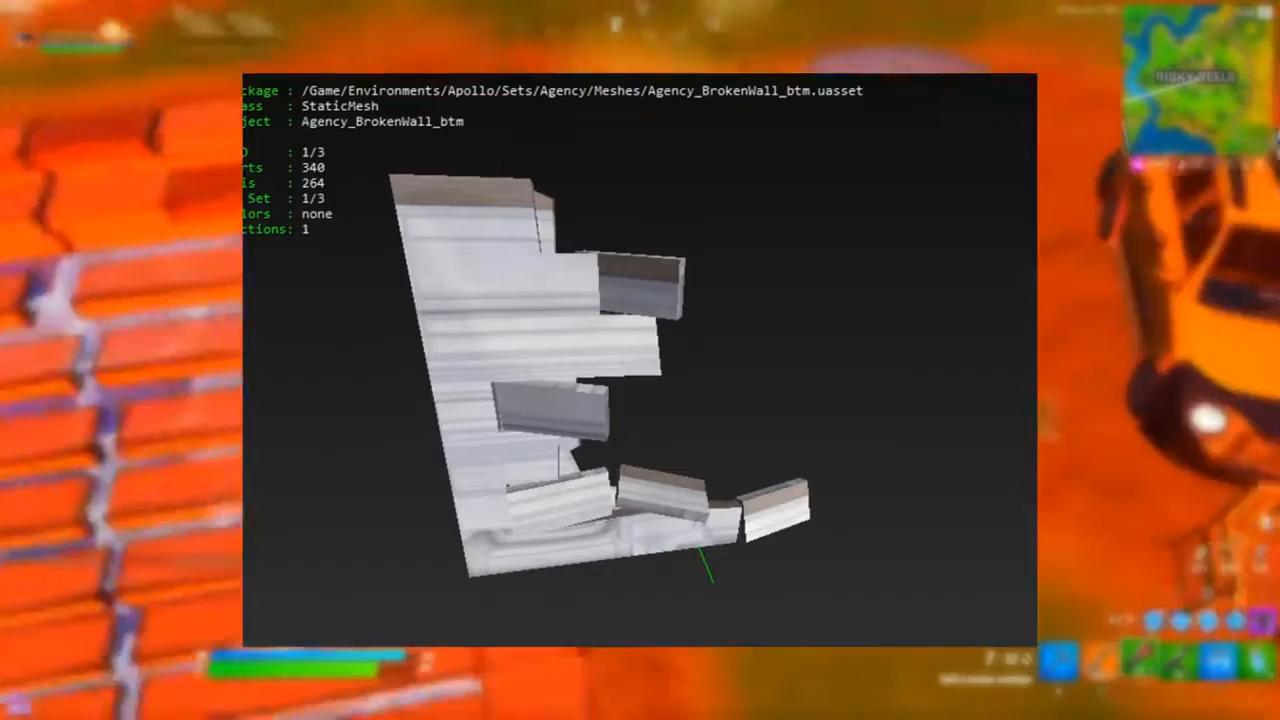 ckage : /Game/Environments/Apollo/Sets/Agency/Meshes/Agency_BrokenWall_btm.uasset
ass : StaticMesh
ject : Agency_BrokenWall_btm
D : 1/3
rts : 340
is : 264
Set : 1/3
lors : none
ctions: 1
RISKY REELS